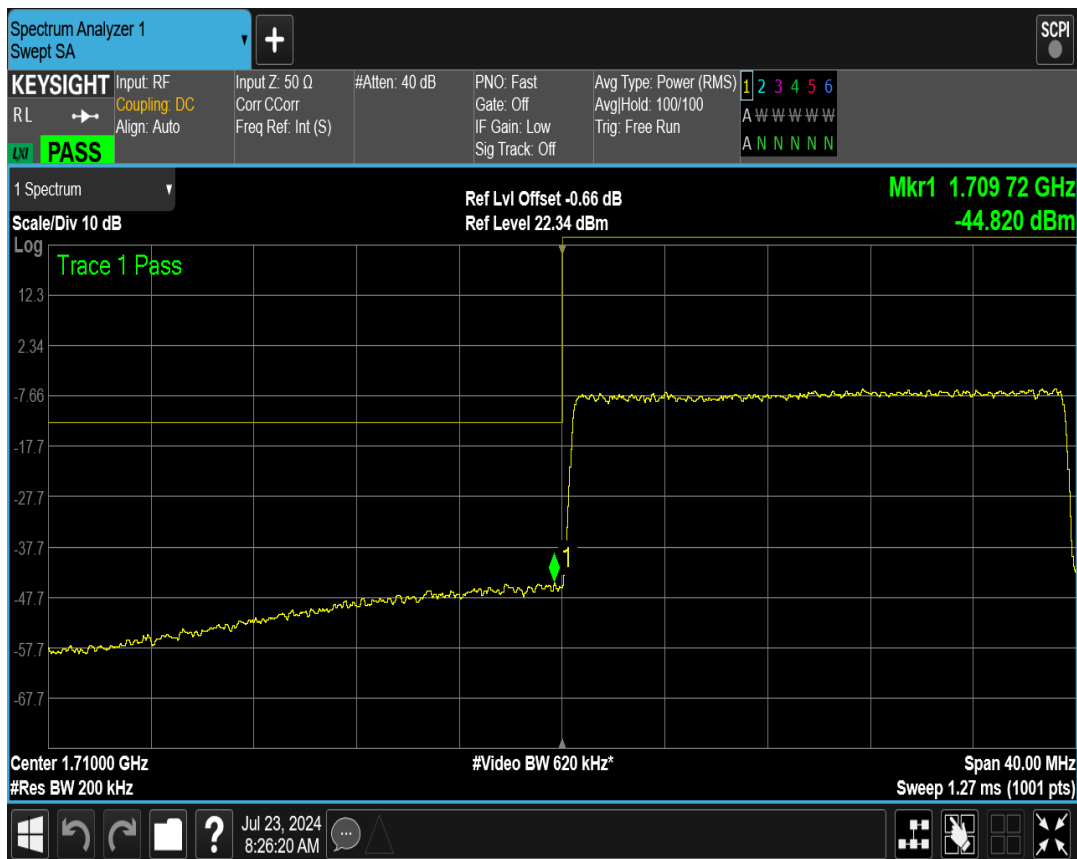 Spectrum Analyzer 1
Swept SA
+
SCPI
KEYSIGHT
RL
LXI
PASS
Input: RF
Coupling: DC
Align: Auto
Input Z: 50 Ω
Corr CCorr
Freq Ref: Int (S)
#Atten: 40 dB
PNO: Fast
Gate: Off
IF Gain: Low
Sig Track: Off
Avg Type: Power (RMS)
Avg|Hold: 100/100
Trig: Free Run
1 2 3 4 5 6
A W W W W W
A N N N N N
1 Spectrum
Scale/Div 10 dB
Log
Ref Lvl Offset -0.66 dB
Ref Level 22.34 dBm
Mkr1 1.709 72 GHz
-44.820 dBm
Trace 1 Pass
12.3
2.34
-7.66
-17.7
-27.7
-37.7
1
-47.7
-57.7
-67.7
Center 1.71000 GHz
#Video BW 620 kHz*
Span 40.00 MHz
#Res BW 200 kHz
Sweep 1.27 ms (1001 pts)
?
Jul 23, 2024
8:26:20 AM